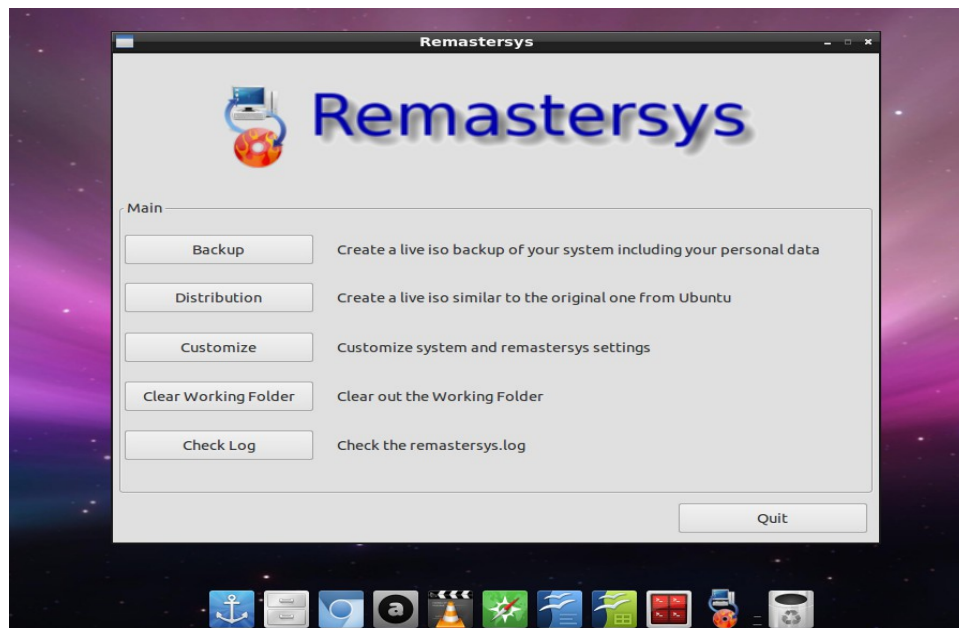 Remastersys
Remastersys
Main
Backup Create a live iso backup of your system including your personal data
Distribution Create a live iso similar to the original one from Ubuntu
Customize Customize system and remastersys settings
Clear Working Folder Clear out the Working Folder
Check Log Check the remastersys.log
Quit
a